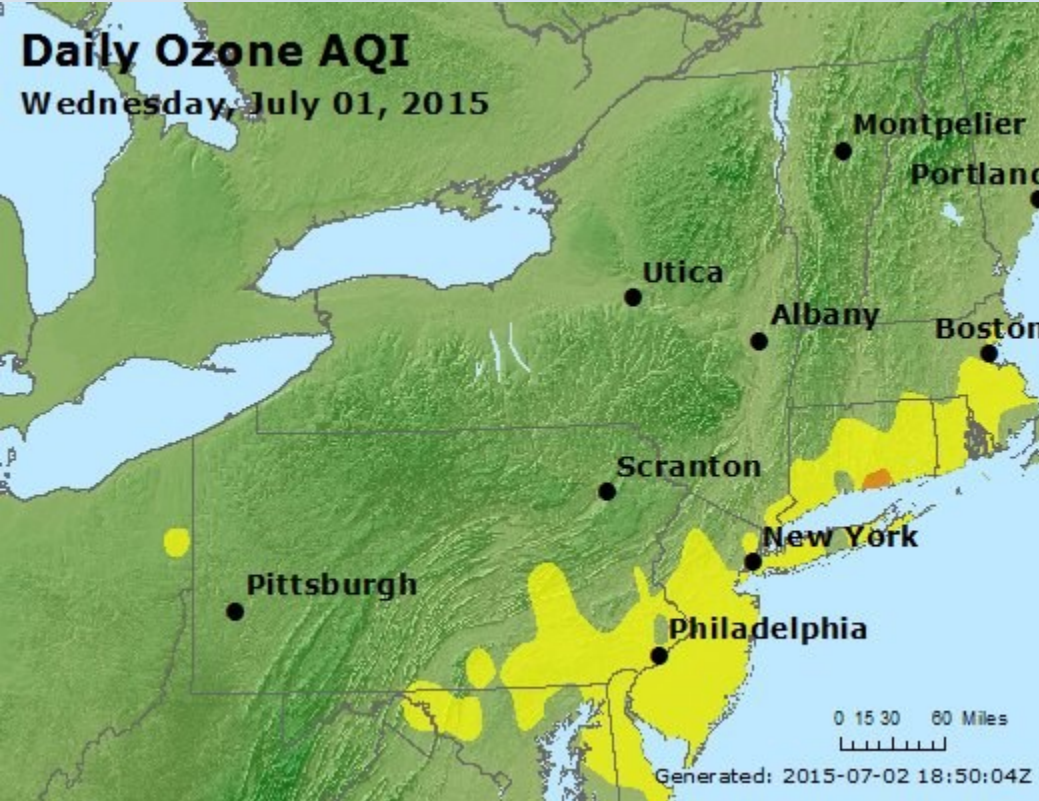 Daily Ozone AQI
Wednesday, July 01, 2015
Montpelier
Portland
Utica
Albany
Boston
Scranton
New York
Pittsburgh
Philadelphia
0 15 30 60 Miles
Generated: 2015-07-02 18:50:04Z